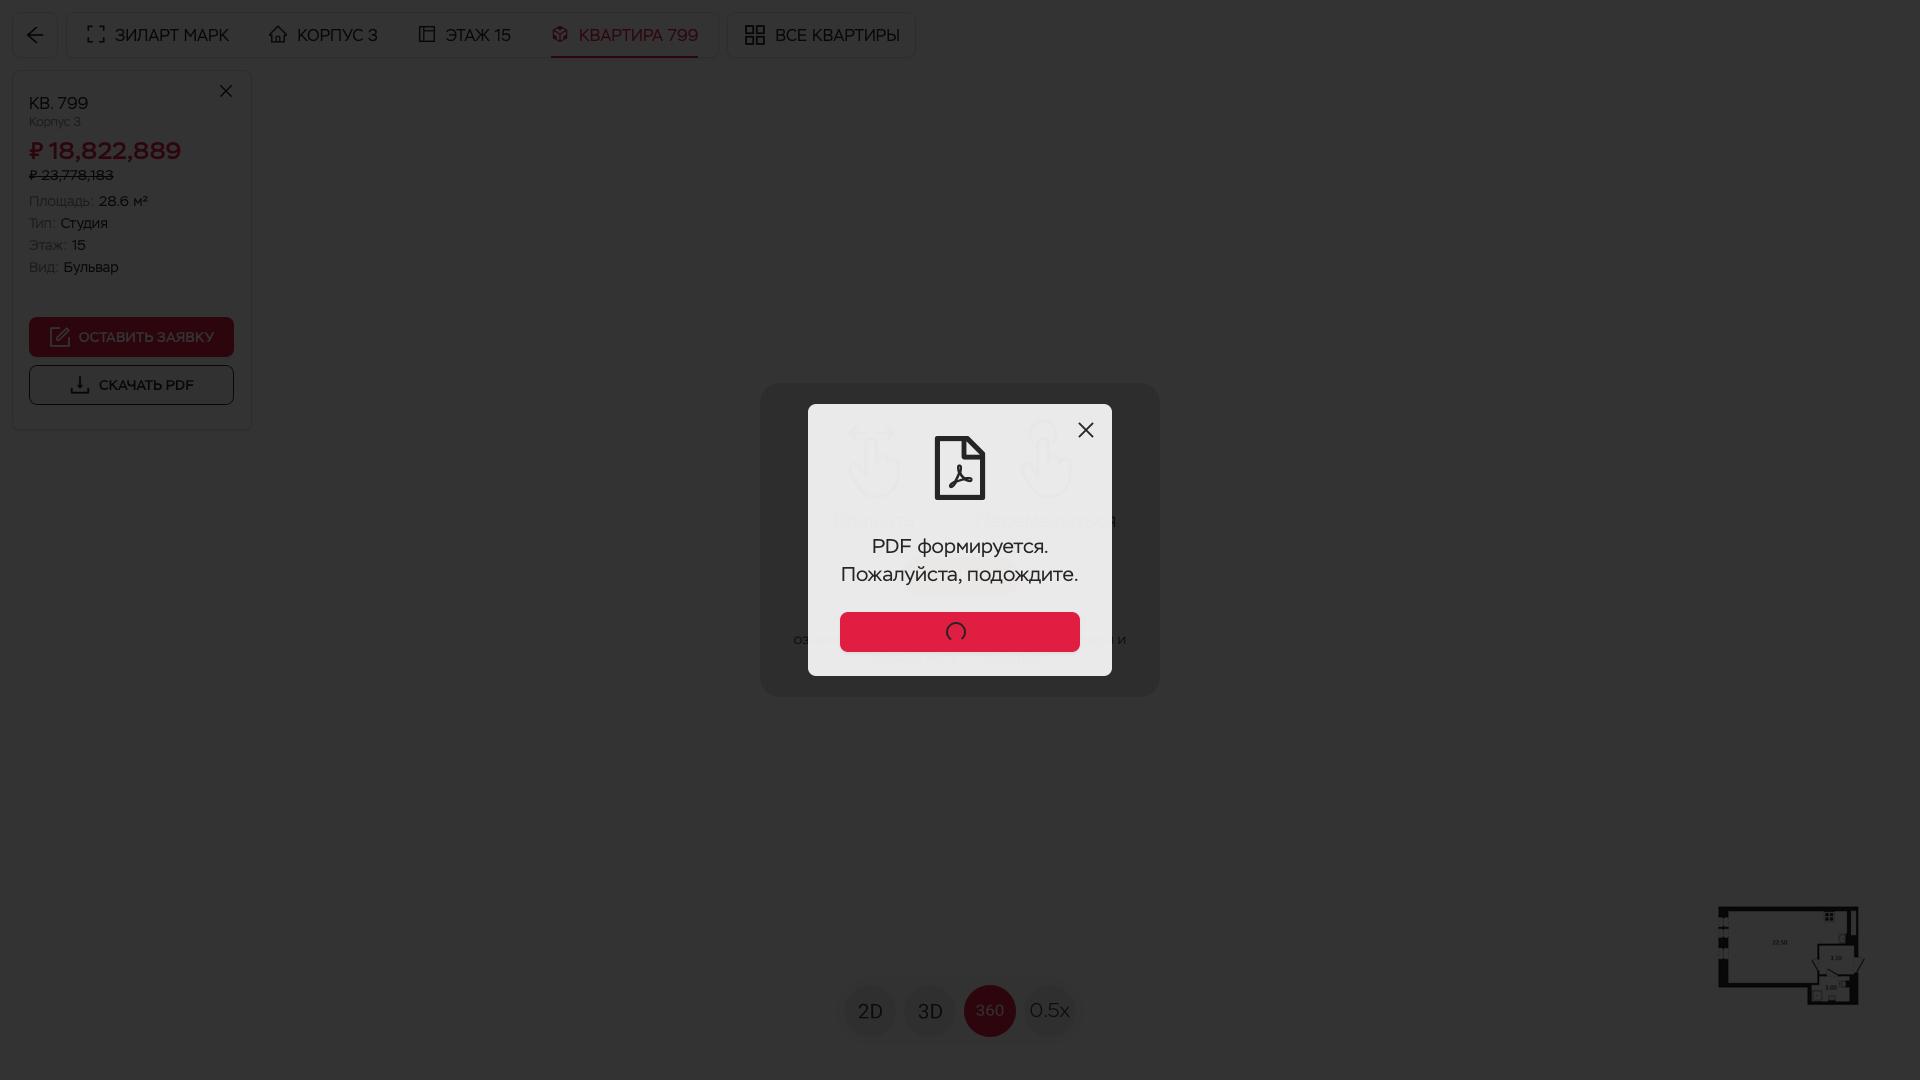 ЗИЛАРТ МАРК
КОРПУС 3
ЭТАЖ 15
КВАРТИРА 799
ВСЕ КВАРТИРЫ
КВ. 799
Корпус 3
₽ 18,822,889
₽ 23,778,183
Площадь: 28.6 м²
Тип: Студия
Этаж: 15
Вид: Бульвар
ОСТАВИТЬ ЗАЯВКУ
СКАЧАТЬ PDF
PDF формируется.
Пожалуйста, подождите.
2D
3D
360
0.5x